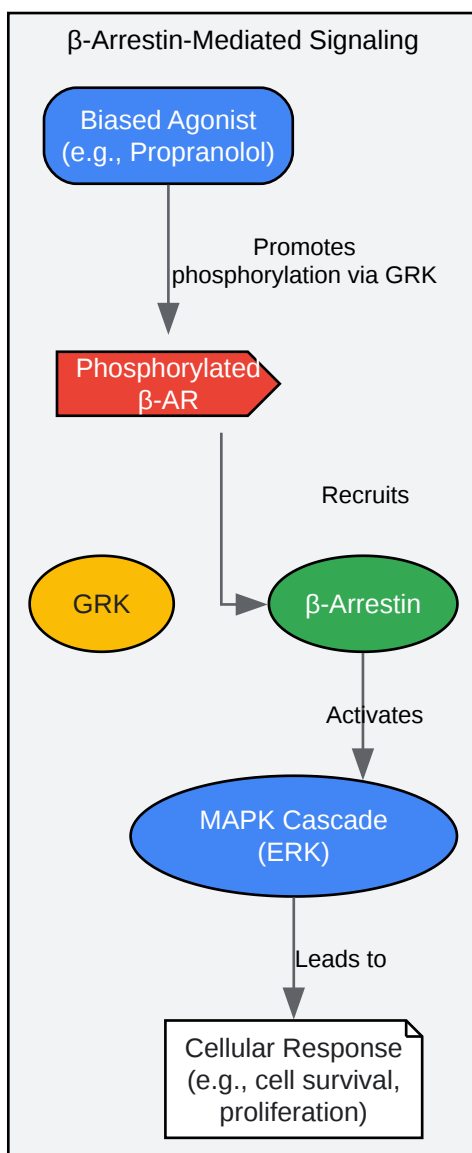 β-Arrestin-Mediated Signaling
Biased Agonist
(e.g., Propranolol)
Promotes
phosphorylation via GRK
Phosphorylated
β-AR
Recruits
GRK
β-Arrestin
Activates
MAPK Cascade
(ERK)
Leads to
Cellular Response
(e.g., cell survival,
proliferation)